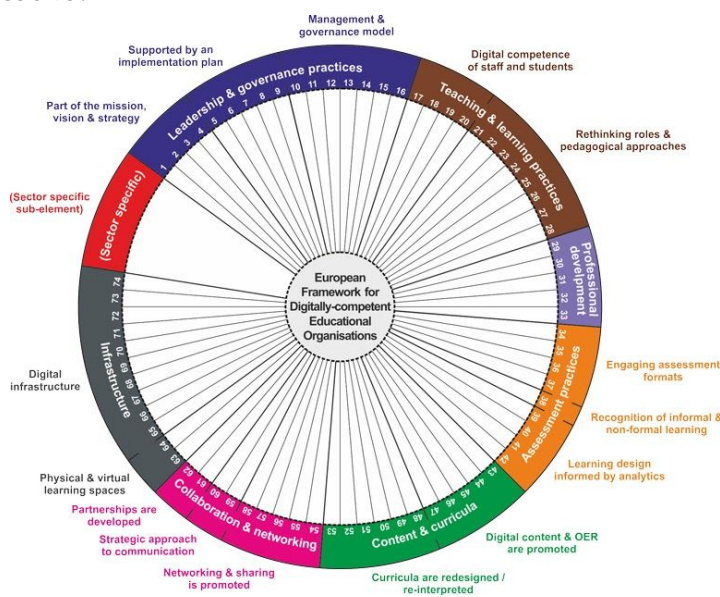 Management &
governance model
Supported by an
implementation plan
Part of the mission,
vision & strategy
Leadership & governance practices
1
2
3
4
5
6
7
8
9
10
11
12
13
14
15
16
Digital competence
of staff and students
Rethinking roles &
pedagogical approaches
Teaching & learning practices
17
18
19
20
21
22
23
24
25
26
27
28
Professional
develpment
29
30
31
32
33
Engaging assessment
formats
Recognition of informal &
non-formal learning
Learning design
informed by analytics
Assessment practices
34
35
36
37
38
39
40
41
42
Digital content & OER
are promoted
Curricula are redesigned /
re-interpreted
Content & curricula
43
44
45
46
47
48
49
50
51
52
53
Networking & sharing
is promoted
Strategic approach
to communication
Partnerships are
developed
Collaboration & networking
54
55
56
57
58
59
60
61
62
Physical & virtual
learning spaces
Digital
infrastructure
Infrastructure
63
64
65
66
67
68
69
70
71
72
73
74
(Sector specific
sub-element)
(Sector specific)
European
Framework for
Digitally-competent
Educational
Organisations